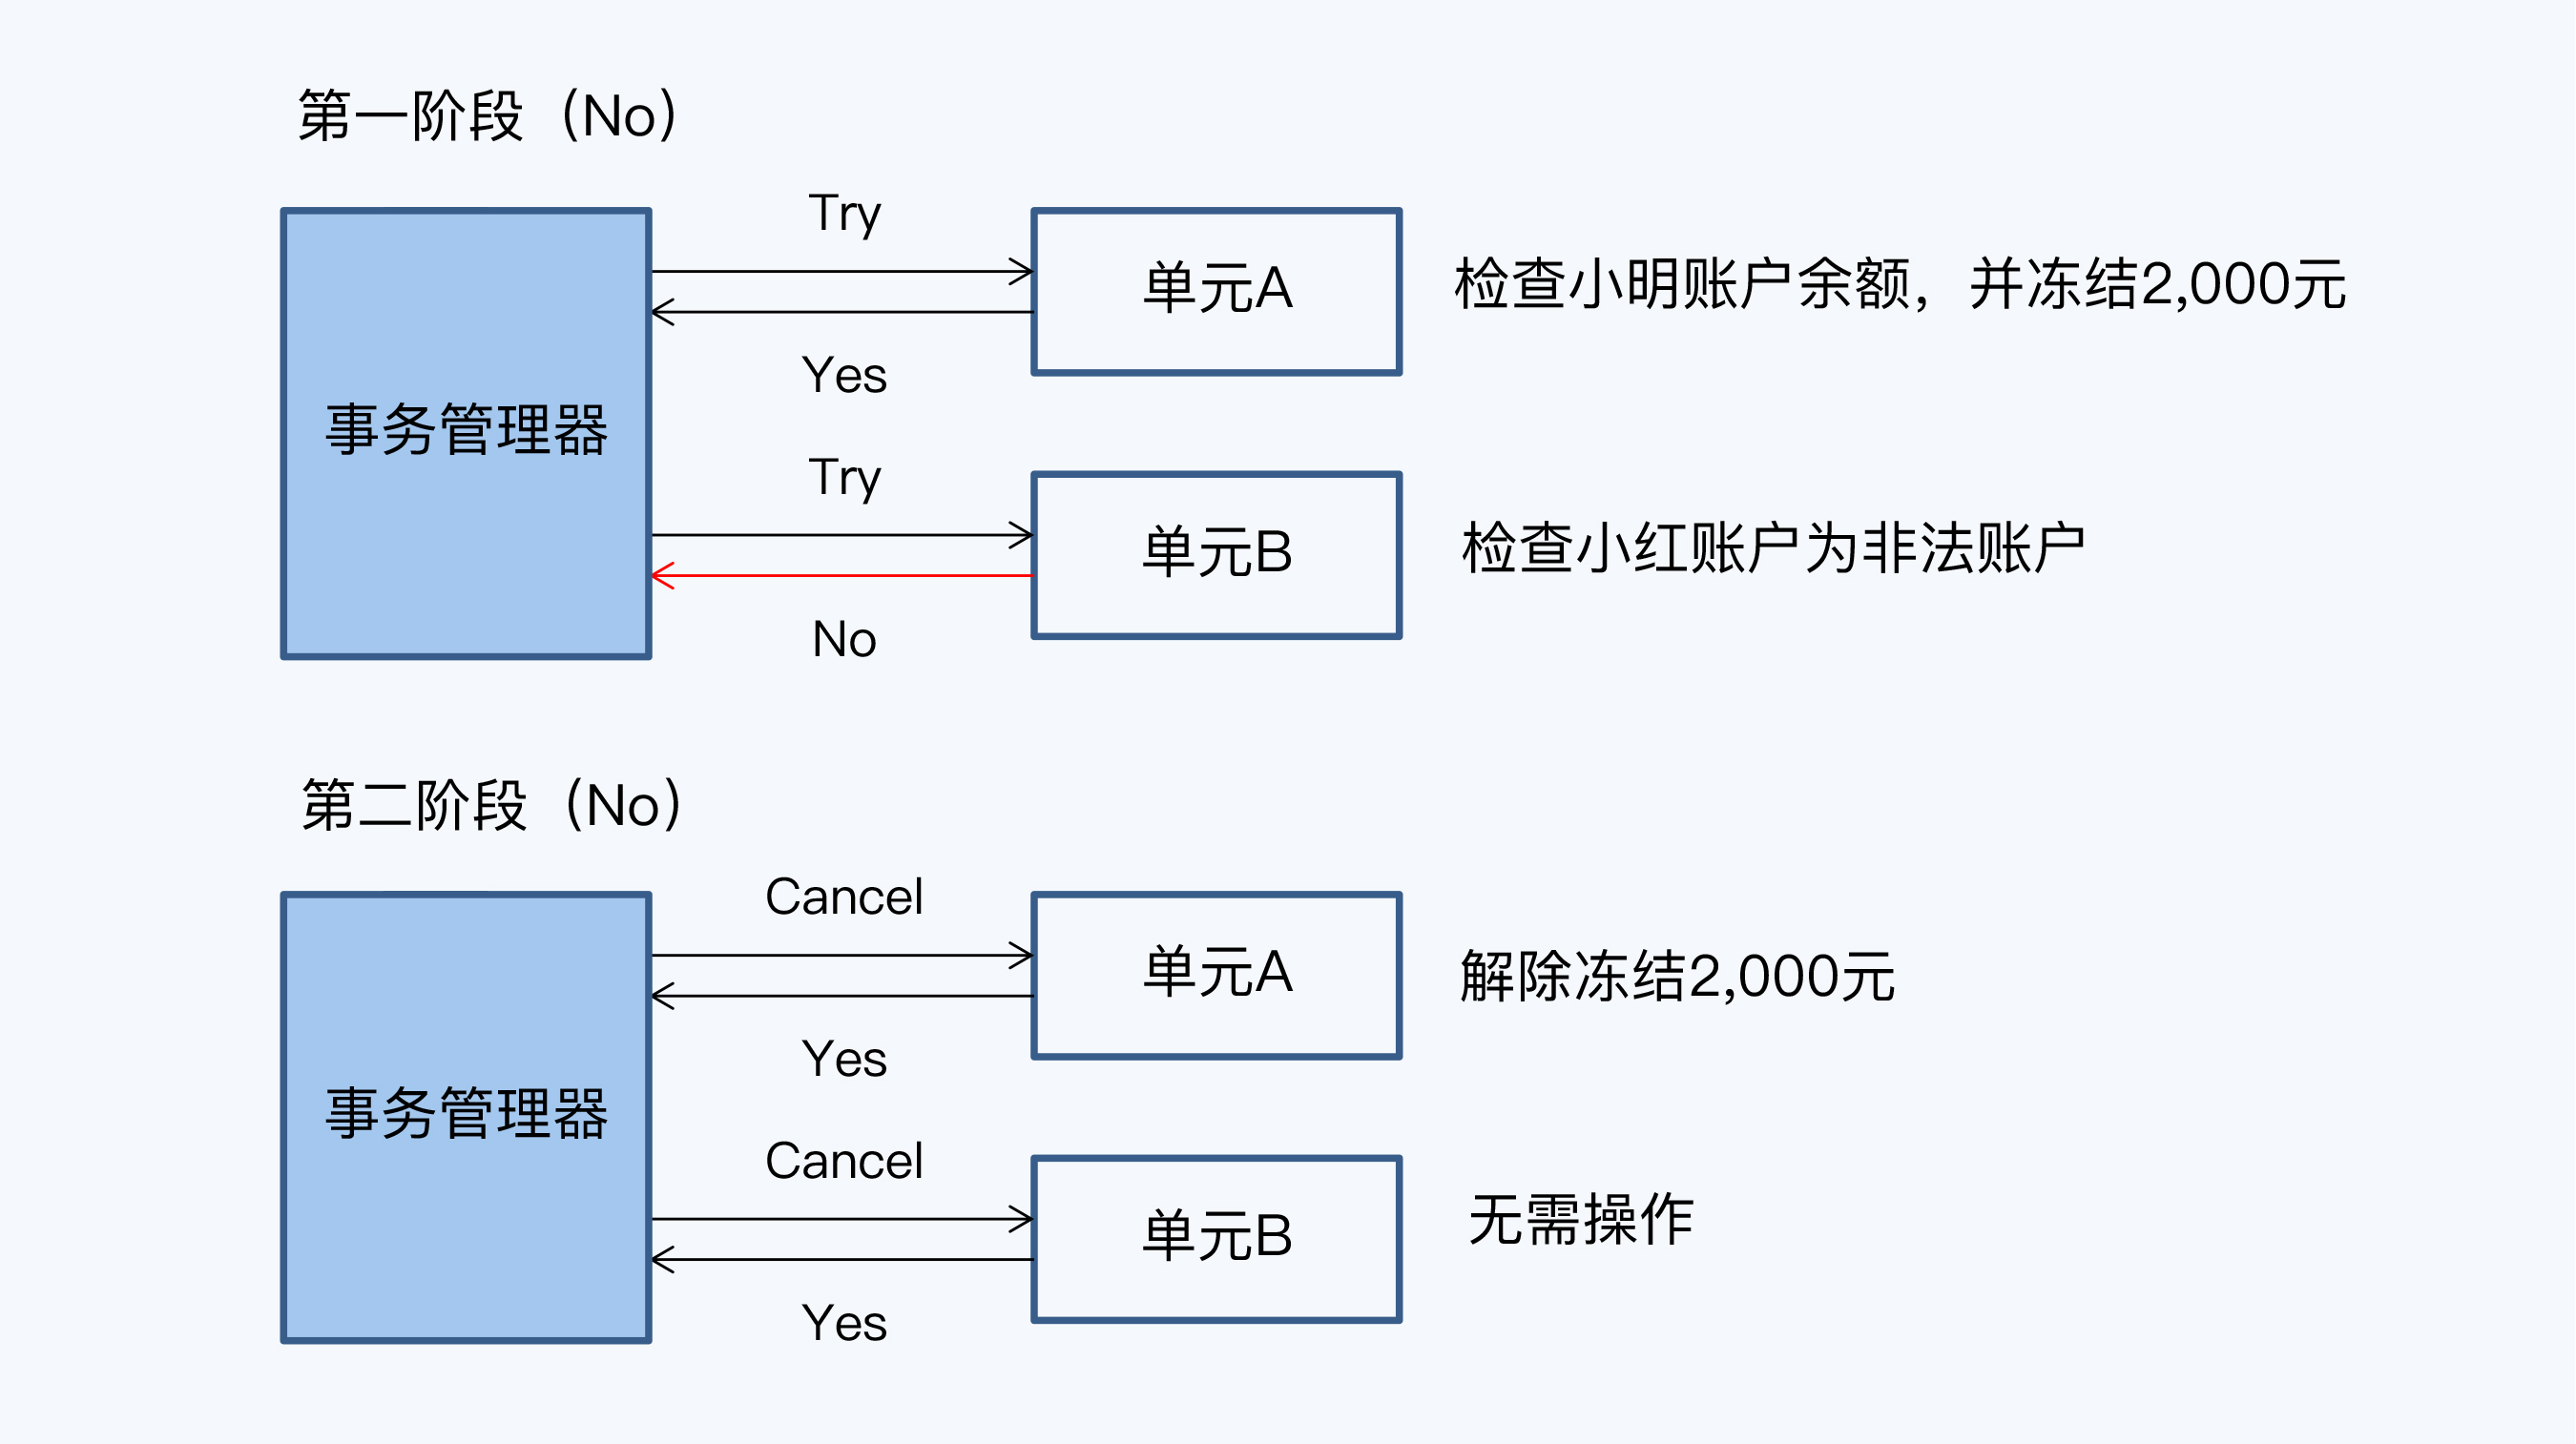 第一阶段（No）
Try
单元A
检查小明账户余额，并冻结2,000元
Yes
事务管理器
Try
单元B
检查小红账户为非法账户
No
第二阶段（No）
Cancel
单元A
解除冻结2,000元
Yes
事务管理器
Cancel
单元B
无需操作
Yes